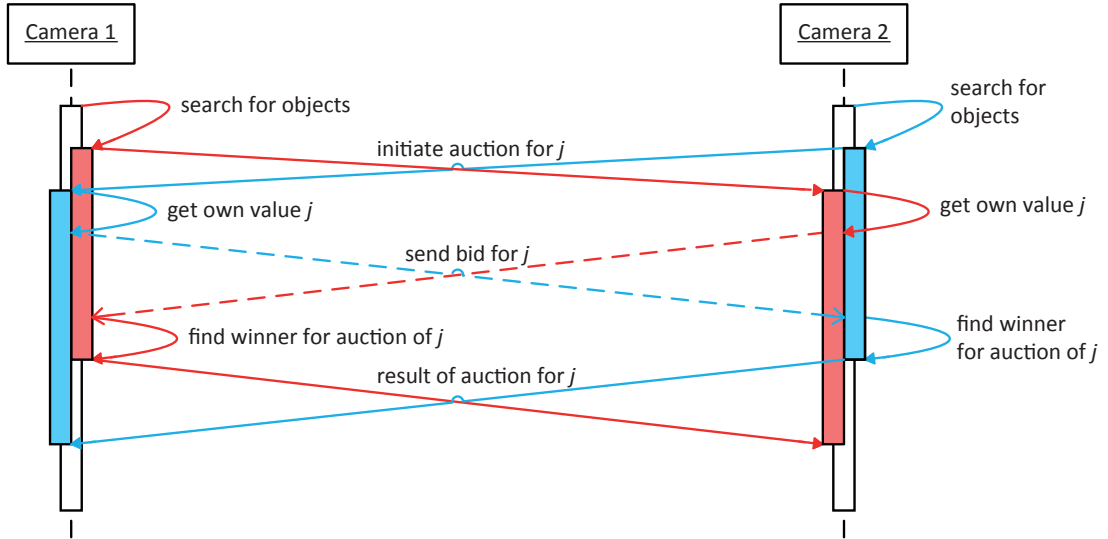 Camera 1
Camera 2
search for objects
search for
objects
initiate auction for j
get own value j
get own value j
send bid for j
find winner for auction of j
find winner
for auction of j
result of auction for j